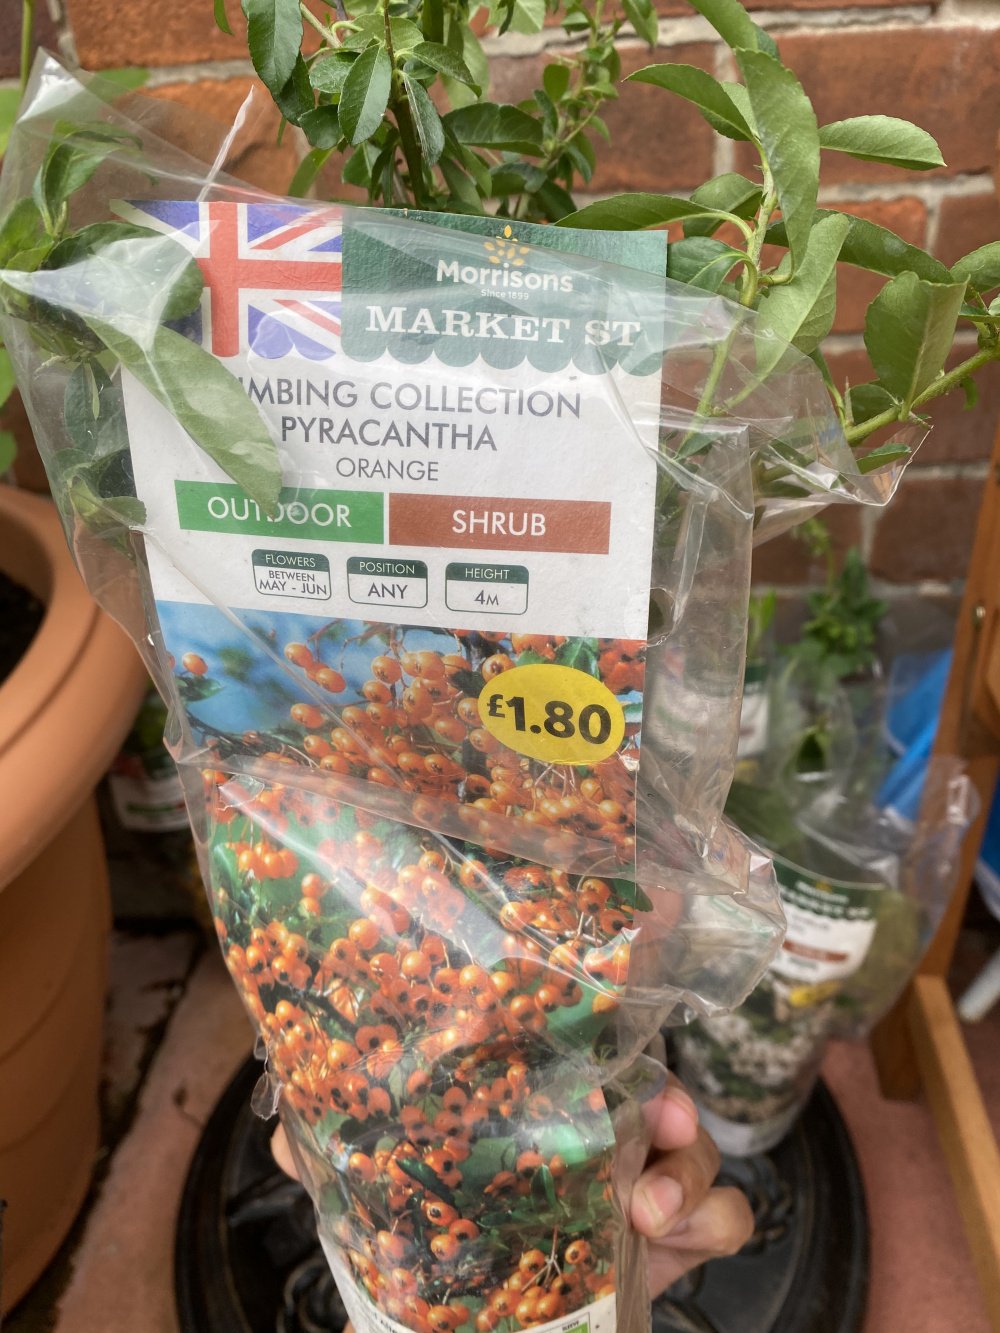 Morrisons
Since 1899
MARKET ST
MBING COLLECTION
PYRACANTHA
ORANGE
OUTDOOR
SHRUB
FLOWERS
BETWEEN
MAY - JUN
POSITION
ANY
HEIGHT
4M
£1.80